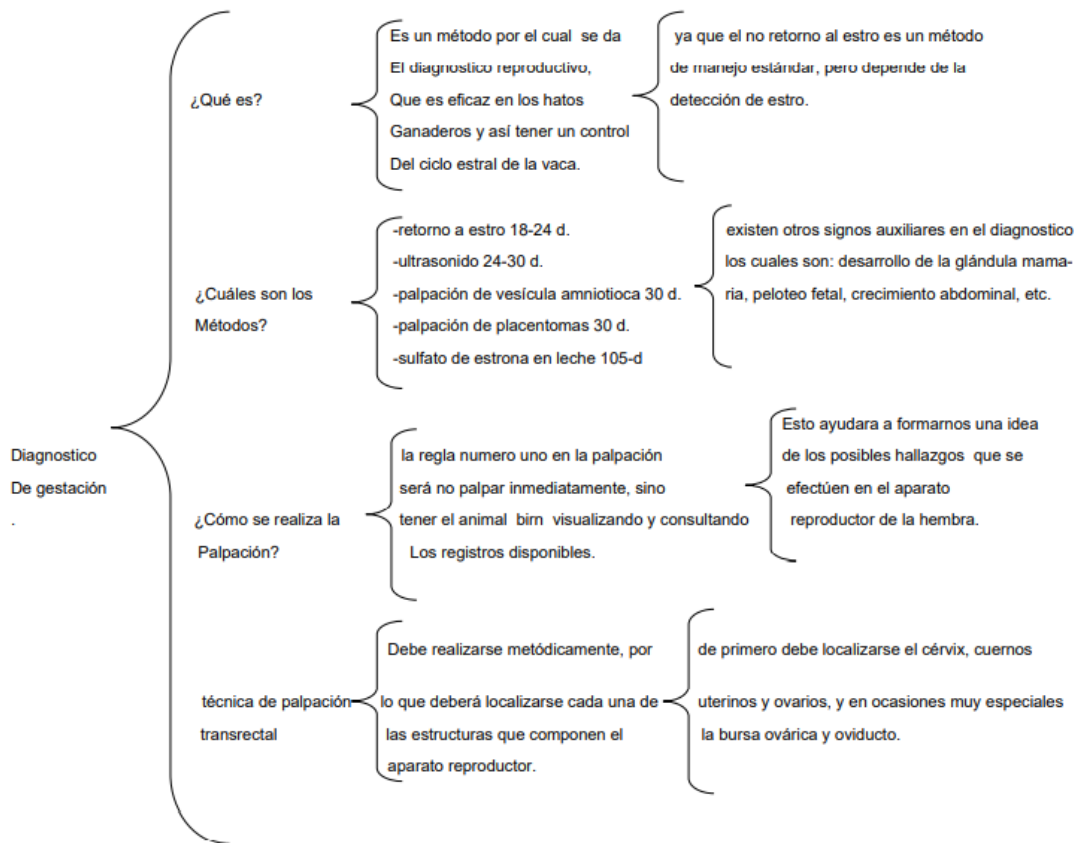 Diagnostico
De gestación
.
¿Qué es?
Es un método por el cual se da
El diagnostico reproductivo,
Que es eficaz en los hatos
Ganaderos y así tener un control
Del ciclo estral de la vaca.
ya que el no retorno al estro es un método
de manejo estándar, pero depende de la
detección de estro.
¿Cuáles son los
Métodos?
-retorno a estro 18-24 d.
-ultrasonido 24-30 d.
-palpación de vesícula amniotioca 30 d.
-palpación de placentomas 30 d.
-sulfato de estrona en leche 105-d
existen otros signos auxiliares en el diagnostico
los cuales son: desarrollo de la glándula mama-
ria, peloteo fetal, crecimiento abdominal, etc.
¿Cómo se realiza la
Palpación?
la regla numero uno en la palpación
será no palpar inmediatamente, sino
tener el animal birn visualizando y consultando
Los registros disponibles.
Esto ayudara a formarnos una idea
de los posibles hallazgos que se
efectúen en el aparato
reproductor de la hembra.
técnica de palpación
transrectal
Debe realizarse metódicamente, por
lo que deberá localizarse cada una de
las estructuras que componen el
aparato reproductor.
de primero debe localizarse el cérvix, cuernos
uterinos y ovarios, y en ocasiones muy especiales
la bursa ovárica y oviducto.